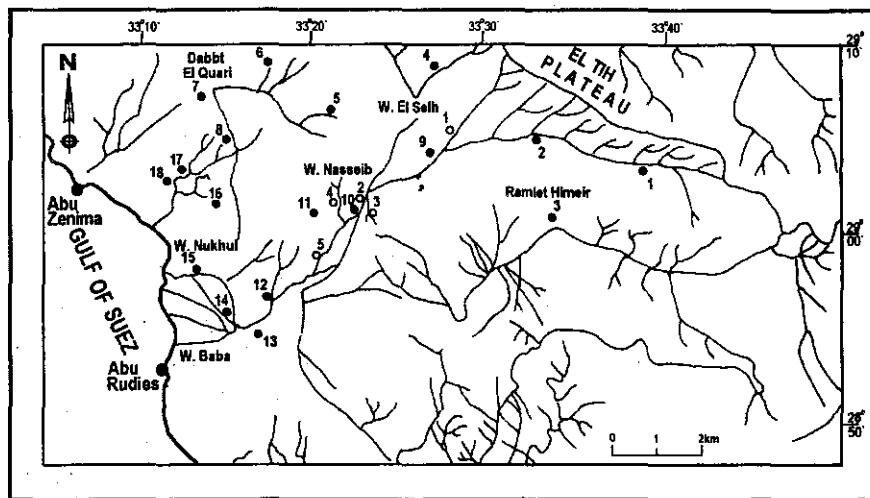 33° 10'
33° 20'
33° 30'
33° 40'
29°
10
N
Dabbt
El Quari
6
4
EL TIH
PLATEAU
7
5
W. El Selh
1
8
9
2
17
18
W. Nasseib
4
2
1
16
11
10
3
Ramlet Himeir
3
Abu
Zenima
29°
00
GULF OF SUEZ
W. Nukhul
5
15
12
14
13
W. Baba
Abu
Rudies
0 1 2km
28°
50